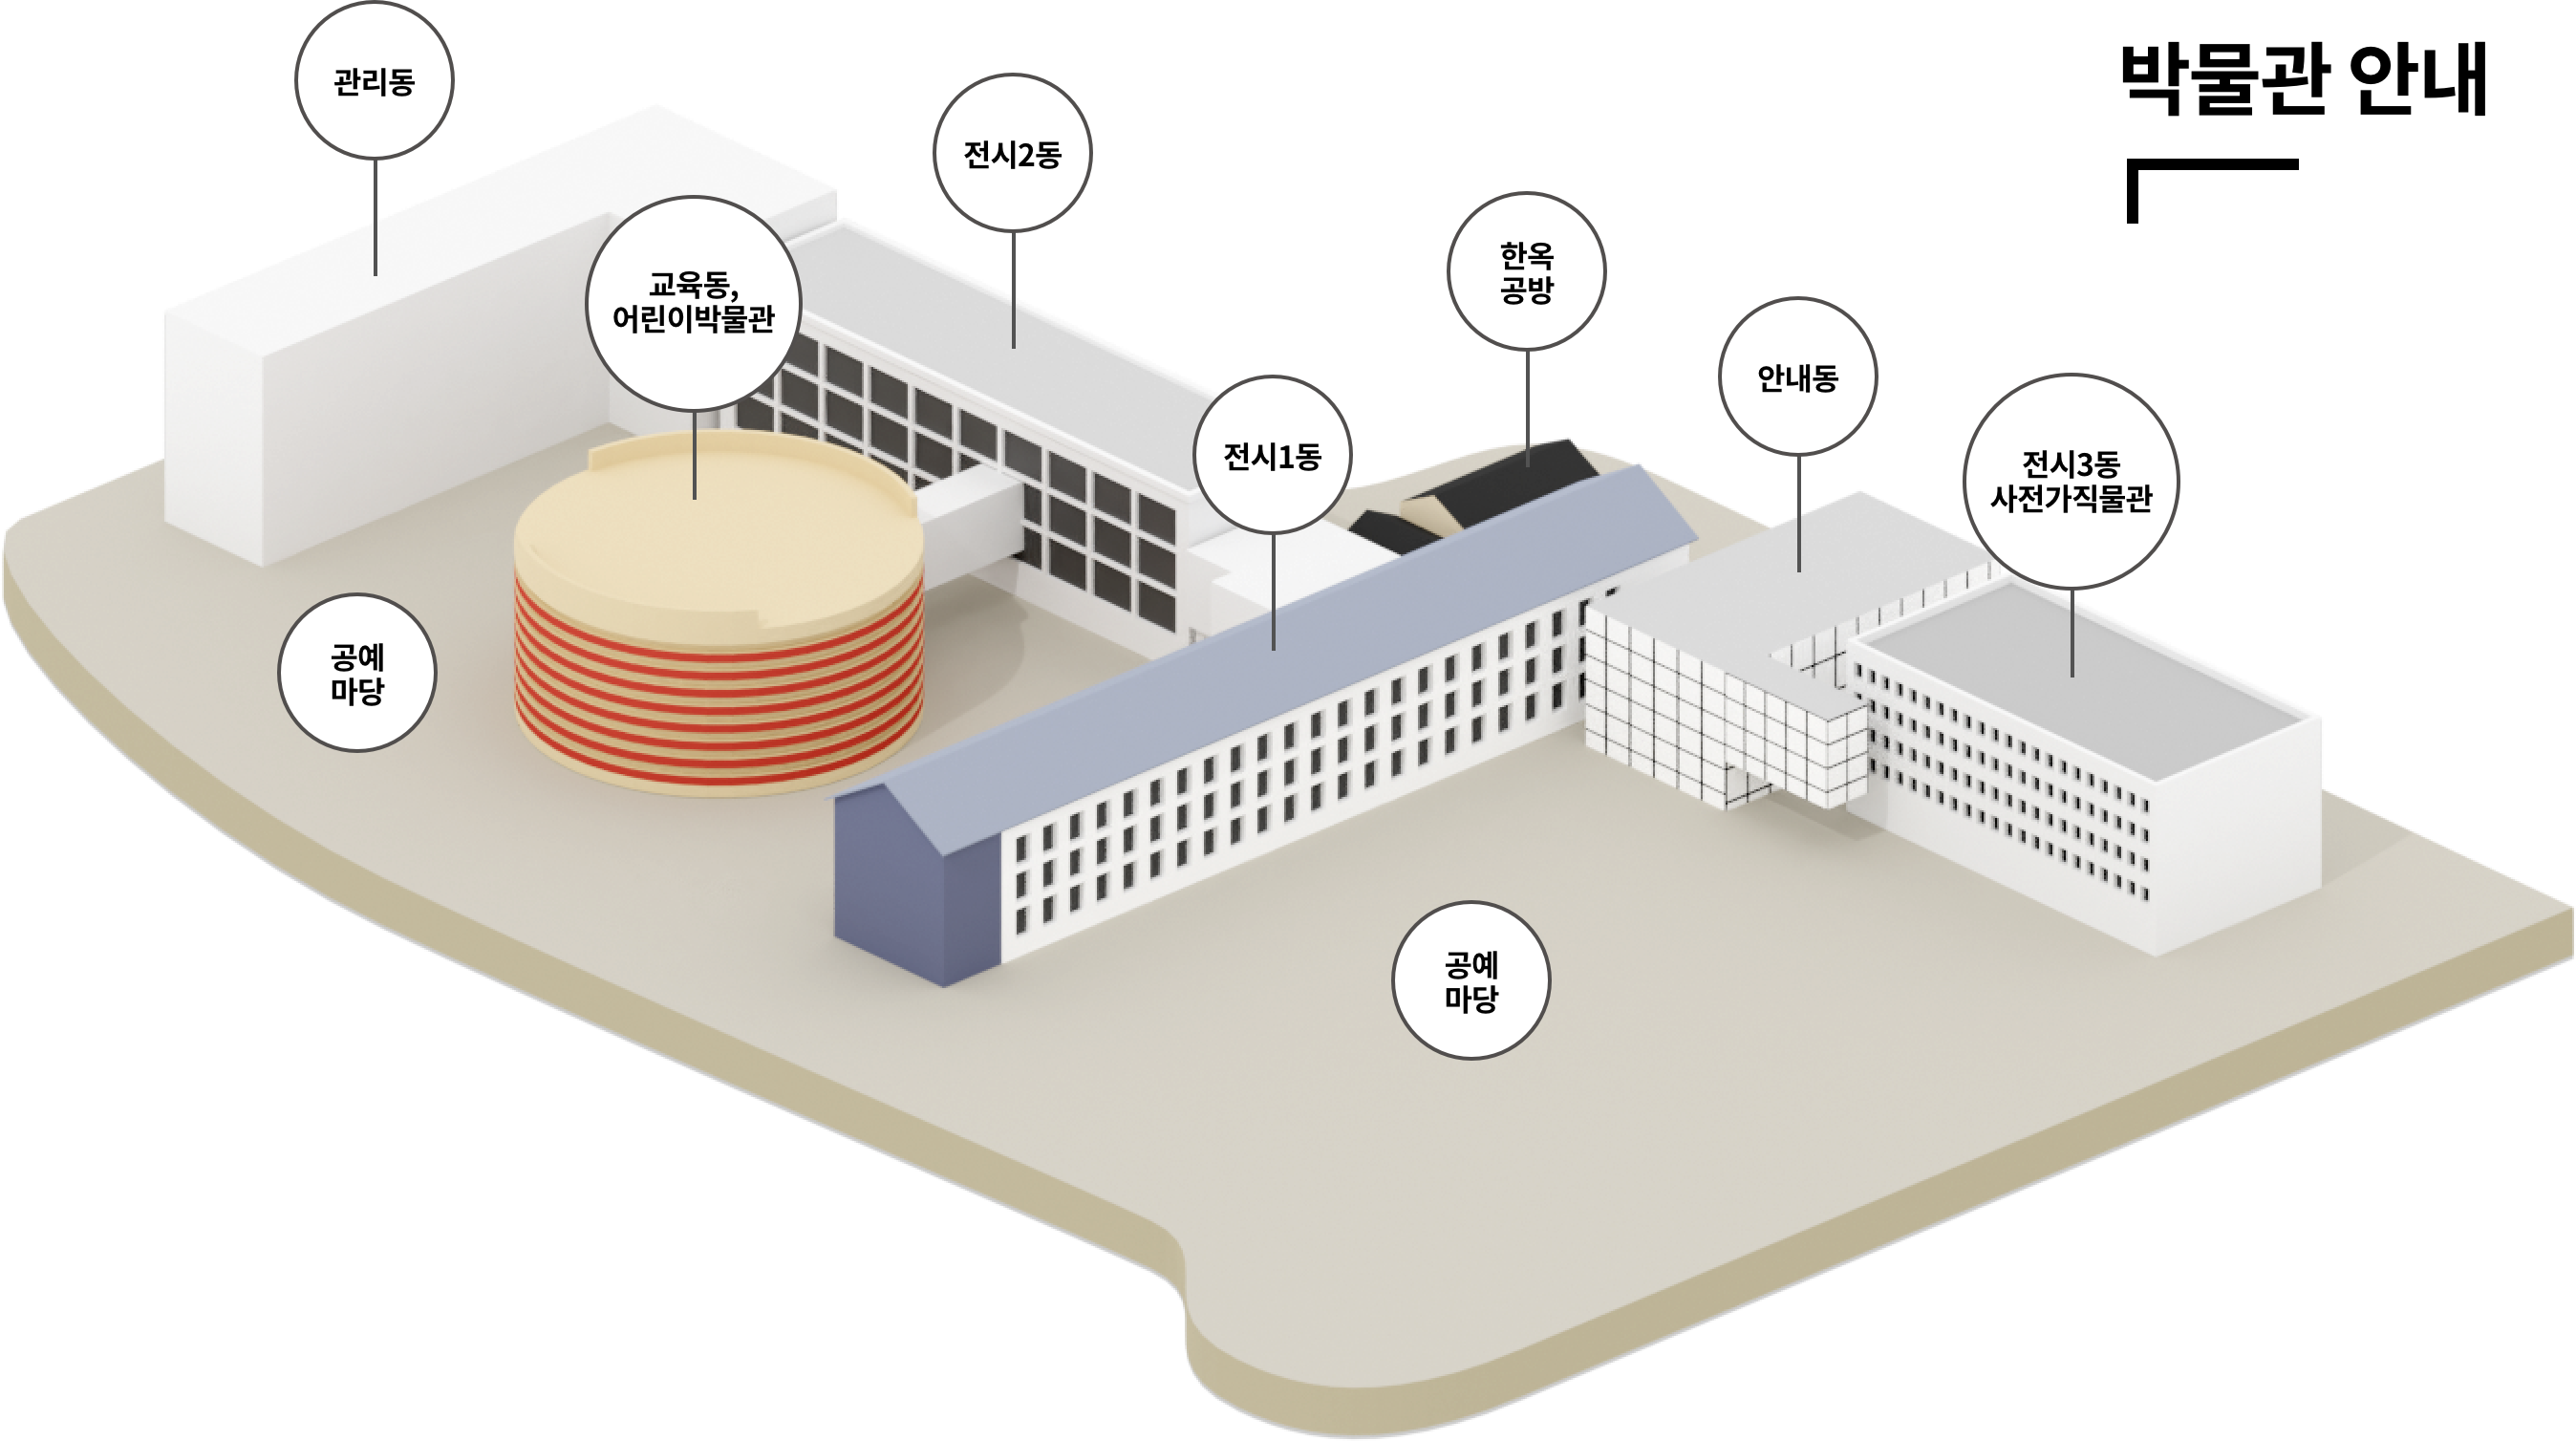 박물관 안내
관리동
전시2동
교육동,
어린이박물관
한옥
공방
안내동
전시1동
전시3동
사전가직물관
공예
마당
공예
마당